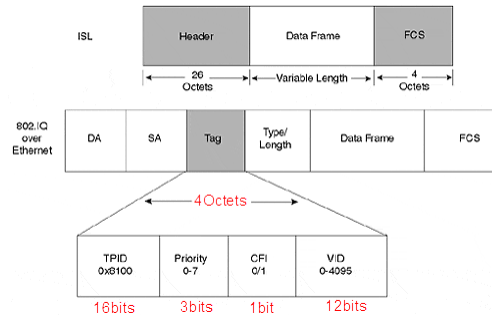 ISL
Header
Data Frame
FCS
26
Octets
Variable Length
4
Octets
802.1Q
over
Ethernet
DA
SA
Tag
Type/
Length
Data Frame
FCS
4Octets
TPID
0x8100
Priority
0-7
CFI
0/1
VID
0-4095
16bits
3bits
1bit
12bits